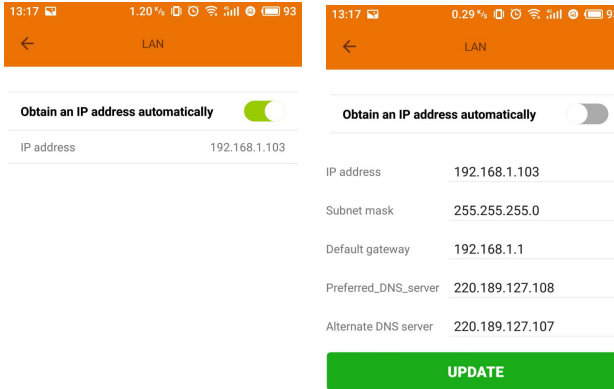 13:17 1.20 K/s 93
LAN
Obtain an IP address automatically
IP address 192.168.1.103
13:17 0.29 K/s 93
LAN
Obtain an IP address automatically
IP address 192.168.1.103
Subnet mask 255.255.255.0
Default gateway 192.168.1.1
Preferred_DNS_server 220.189.127.108
Alternate DNS server 220.189.127.107
UPDATE